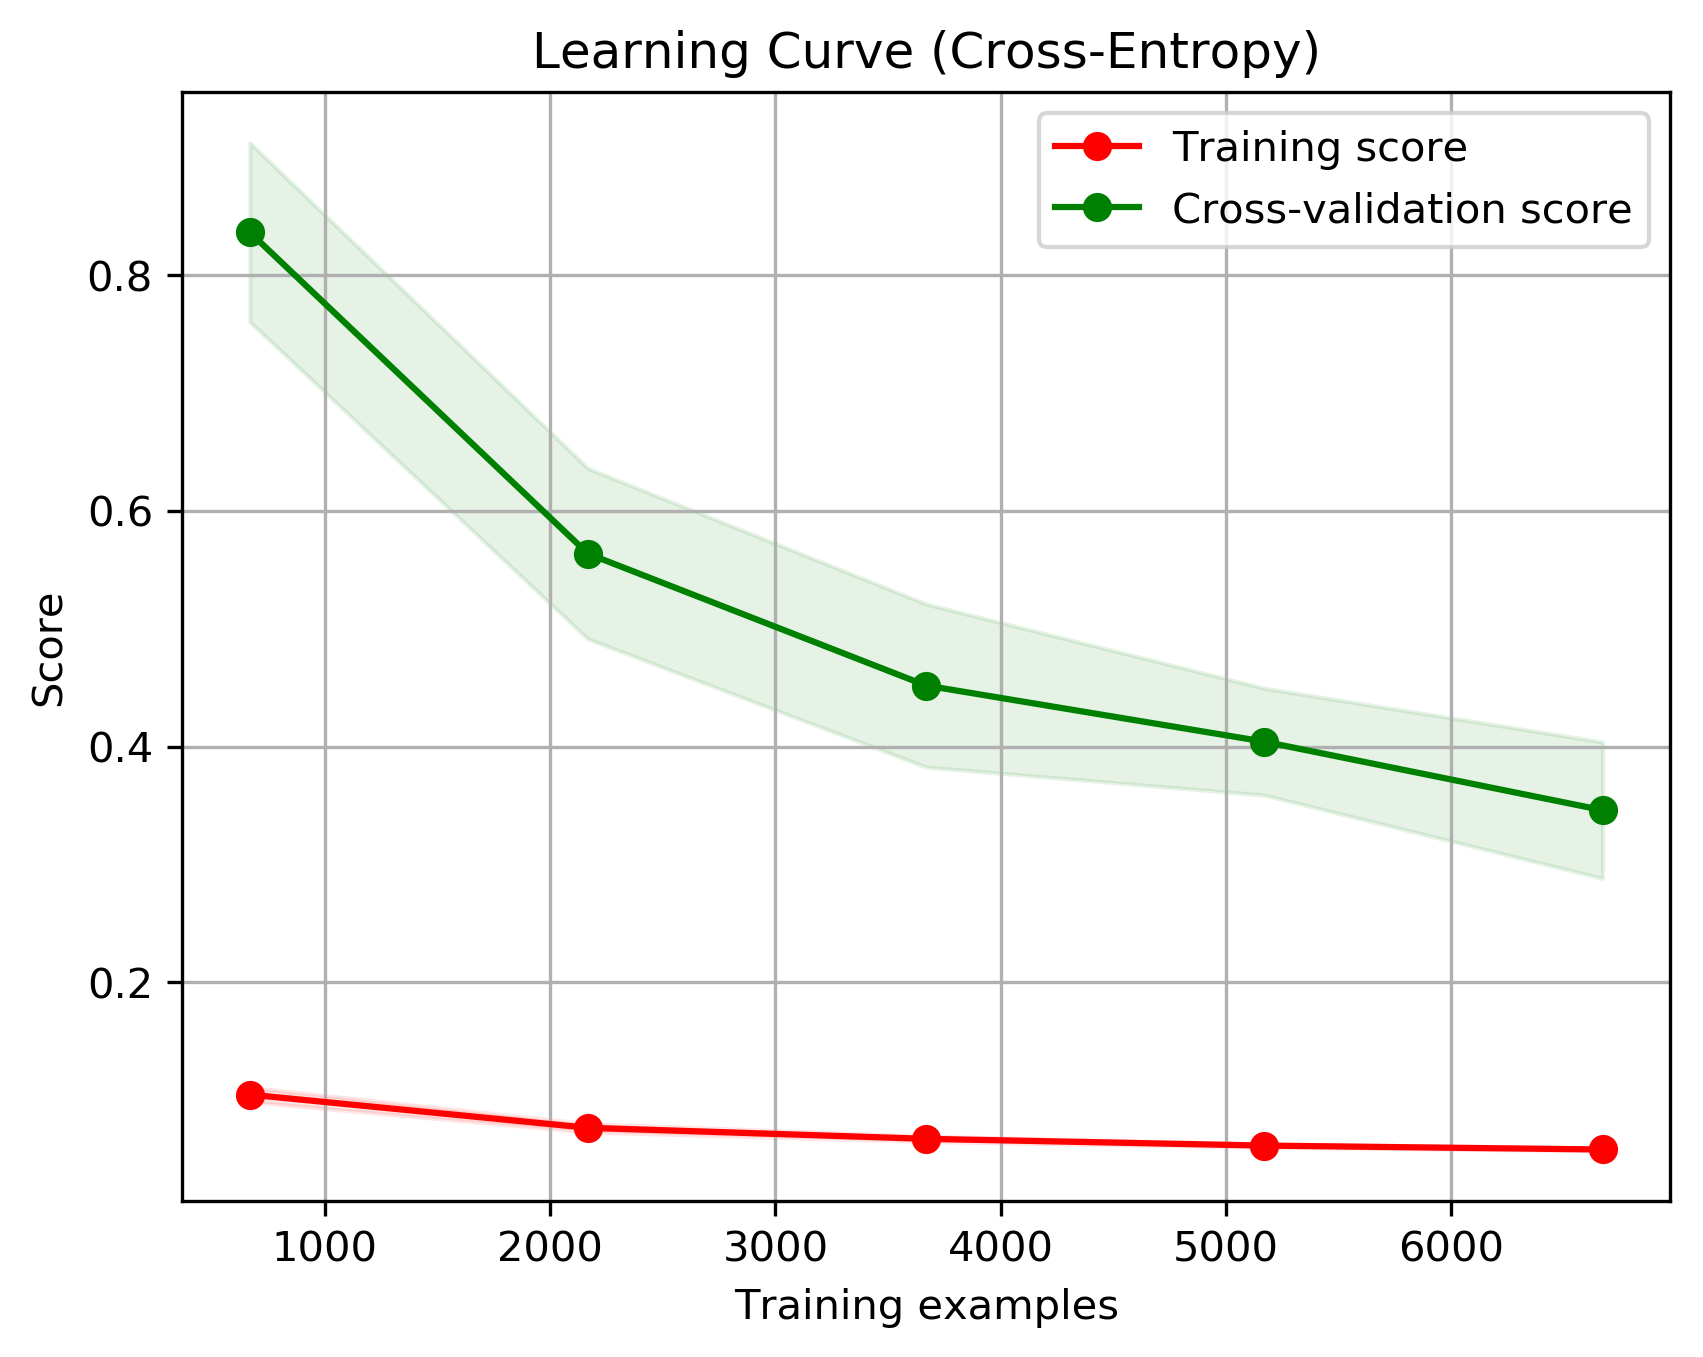 Learning Curve (Cross-Entropy)
Training score
Cross-validation score
0.8
0.6
0.4
0.2
Score
1000 2000 3000 4000 5000 6000
Training examples